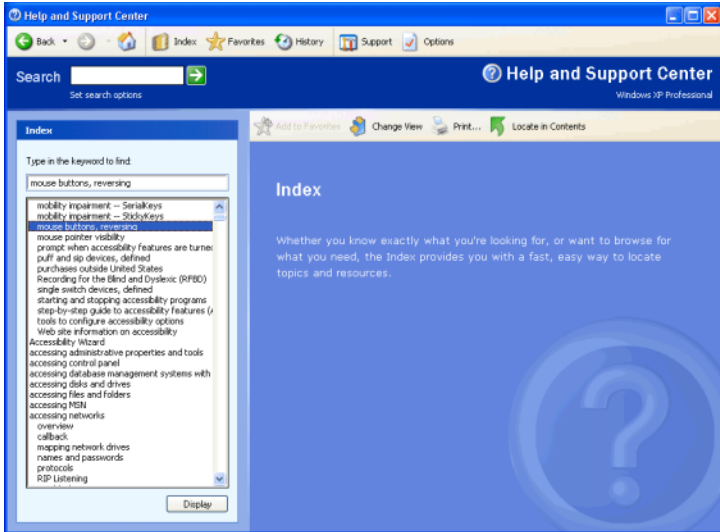 Help and Support Center
Back Index Favorites History Support Options
Search
Set search options
Help and Support Center
Windows XP Professional
Index
Add to Favorites Change View Print... Locate in Contents
Type in the keyword to find:
mouse buttons, reversing
mobility impairment -- SerialKeys
mobility impairment -- StickyKeys
mouse buttons, reversing
mouse pointer visibility
prompt when accessibility features are turned
puff and sip devices, defined
purchases outside United States
Recording for the Blind and Dyslexic (RFBD)
single switch devices, defined
starting and stopping accessibility programs
step-by-step guide to accessibility features (
tools to configure accessibility options
Web site information on accessibility
Accessibility Wizard
accessing administrative properties and tools
accessing control panel
accessing database management systems with
accessing disks and drives
accessing files and folders
accessing MSN
accessing networks
overview
callback
mapping network drives
names and passwords
protocols
RIP Listening
Display
Index
Whether you know exactly what you're looking for, or want to browse for
what you need, the Index provides you with a fast, easy way to locate
topics and resources.